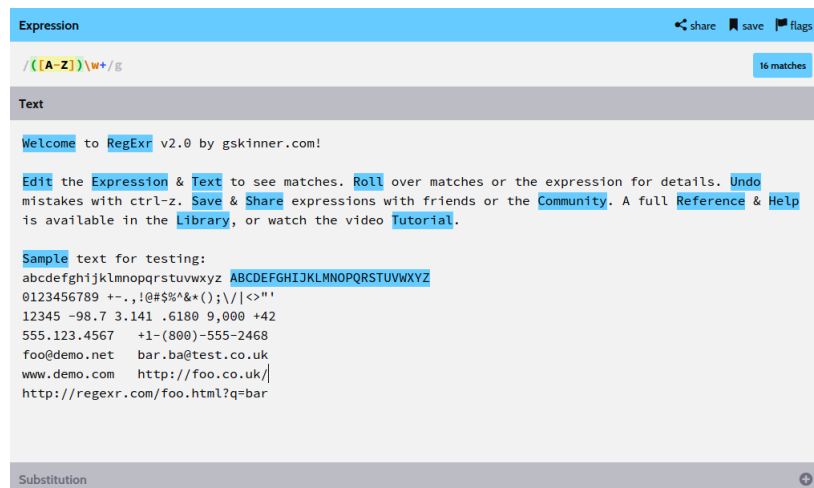 Expression share save flags
/([A-Z])\w+/g 16 matches
Text
Welcome to RegExr v2.0 by gskinner.com!
Edit the Expression & Text to see matches. Roll over matches or the expression for details. Undo
mistakes with ctrl-z. Save & Share expressions with friends or the Community. A full Reference & Help
is available in the Library, or watch the video Tutorial.
Sample text for testing:
abcdefghijklmnopqrstuvwxyz ABCDEFGHIJKLMNOPQRSTUVWXYZ
0123456789 +-.,!@#$%^&*();\/|<>"'
12345 -98.7 3.141 .6180 9,000 +42
555.123.4567 +1-(800)-555-2468
foo@demo.net bar.ba@test.co.uk
www.demo.com http://foo.co.uk/
http://regexr.com/foo.html?q=bar
Substitution